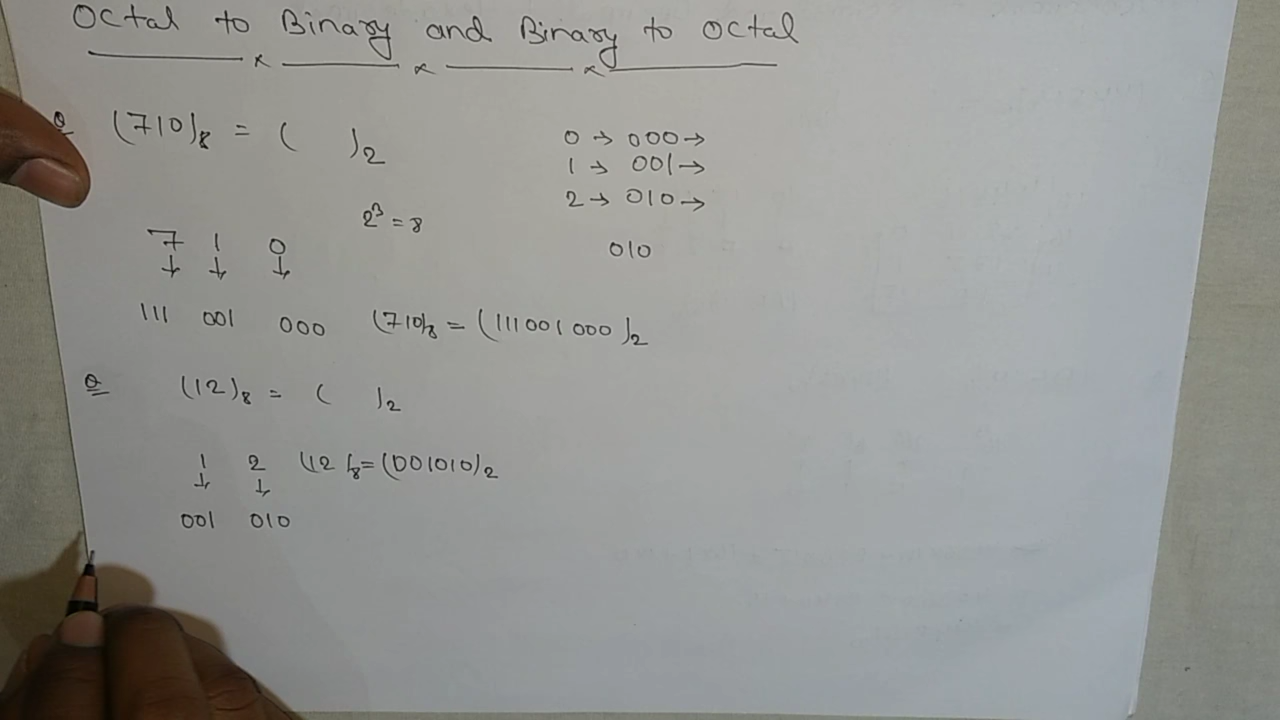 Octal to Binary and Binary to Octal
Q (710)₈ = (    )₂
0 → 000 →
1 → 001 →
2 → 010 →
2³ = 8
010
7 1 0
↓ ↓ ↓
111 001 000 (710)₈ = (111001000)₂
Q (12)₈ = (    )₂
1 2 (12)₈ = (001010)₂
↓ ↓
001 010